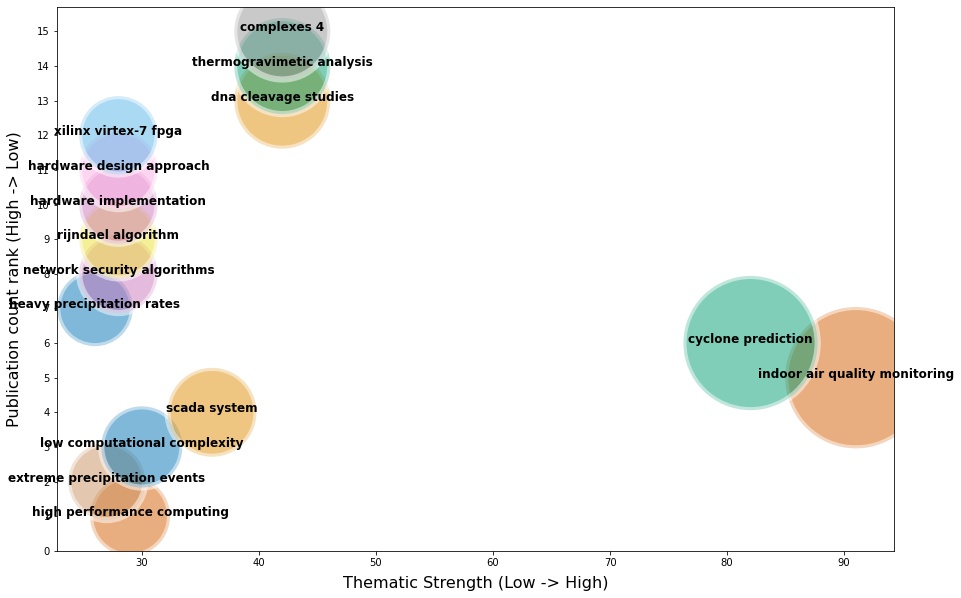 15
complexes 4
14
thermogravimetic analysis
13
dna cleavage studies
12
xilinx virtex-7 fpga
11
hardware design approach
10
hardware implementation
9
rijndael algorithm
8
network security algorithms
7
heavy precipitation rates
6
cyclone prediction
5
indoor air quality monitoring
4
scada system
3
low computational complexity
2
extreme precipitation events
1
high performance computing
0
Publication count rank (High -> Low)
30 40 50 60 70 80 90
Thematic Strength (Low -> High)